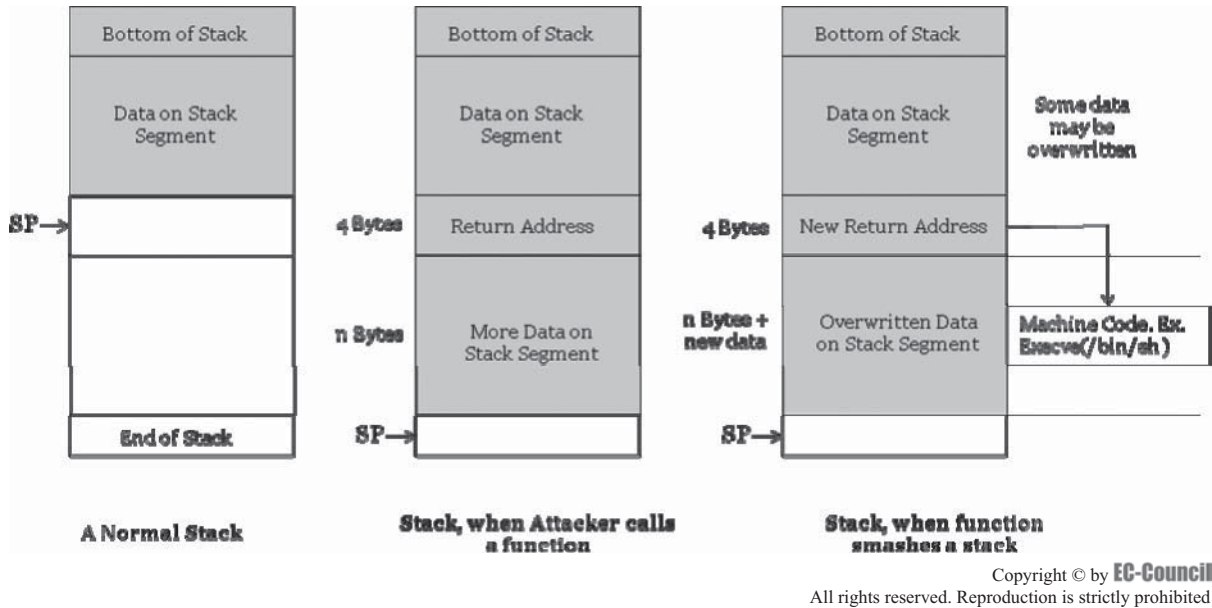 Bottom of Stack
Data on Stack
Segment
SP
End of Stack
A Normal Stack
Bottom of Stack
Data on Stack
Segment
4 Bytes
Return Address
n Bytes
More Data on
Stack Segment
SP
Stack, when Attacker calls
a function
Bottom of Stack
Data on Stack
Segment
Some data
may be
overwritten
4 Bytes
New Return Address
n Bytes +
new data
Overwritten Data
on Stack Segment
Machine Code. Ex.
Execve(/bin/sh)
SP
Stack, when function
smashes a stack
Copyright © by EC-Council
All rights reserved. Reproduction is strictly prohibited